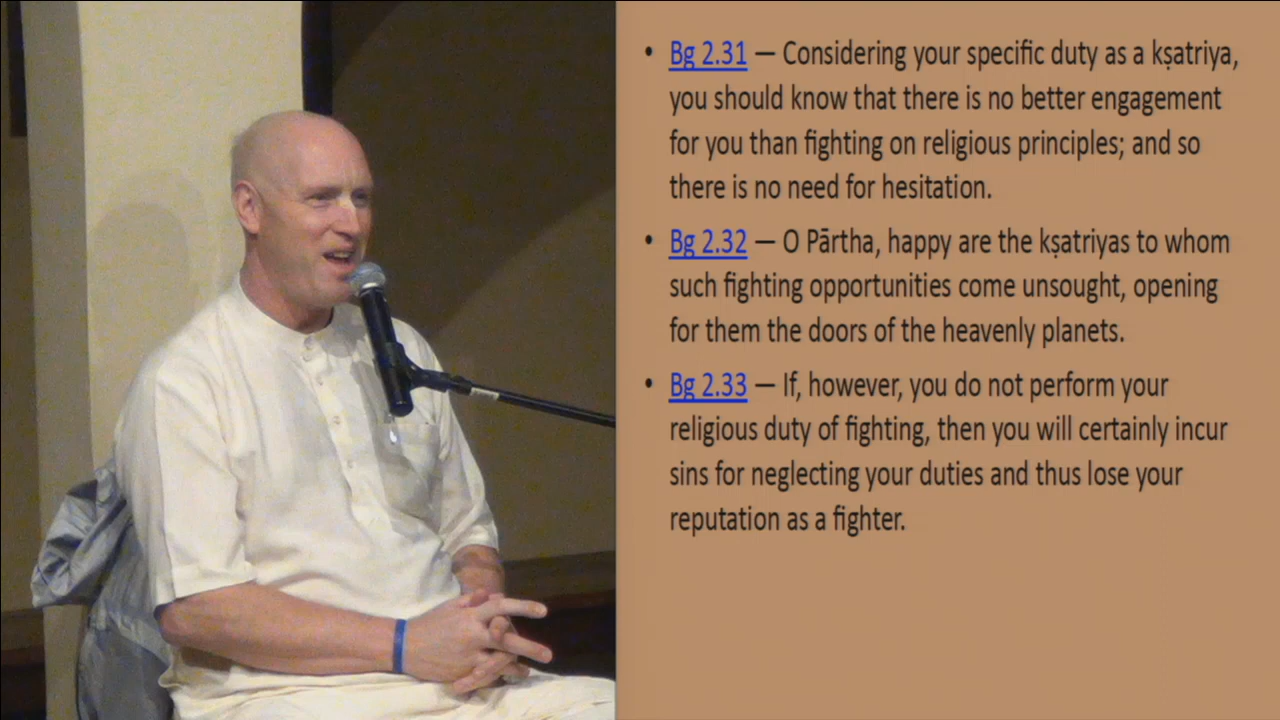 • Bg 2.31 — Considering your specific duty as a kṣatriya,
you should know that there is no better engagement
for you than fighting on religious principles; and so
there is no need for hesitation.
• Bg 2.32 — O Pārtha, happy are the kṣatriyas to whom
such fighting opportunities come unsought, opening
for them the doors of the heavenly planets.
• Bg 2.33 — If, however, you do not perform your
religious duty of fighting, then you will certainly incur
sins for neglecting your duties and thus lose your
reputation as a fighter.